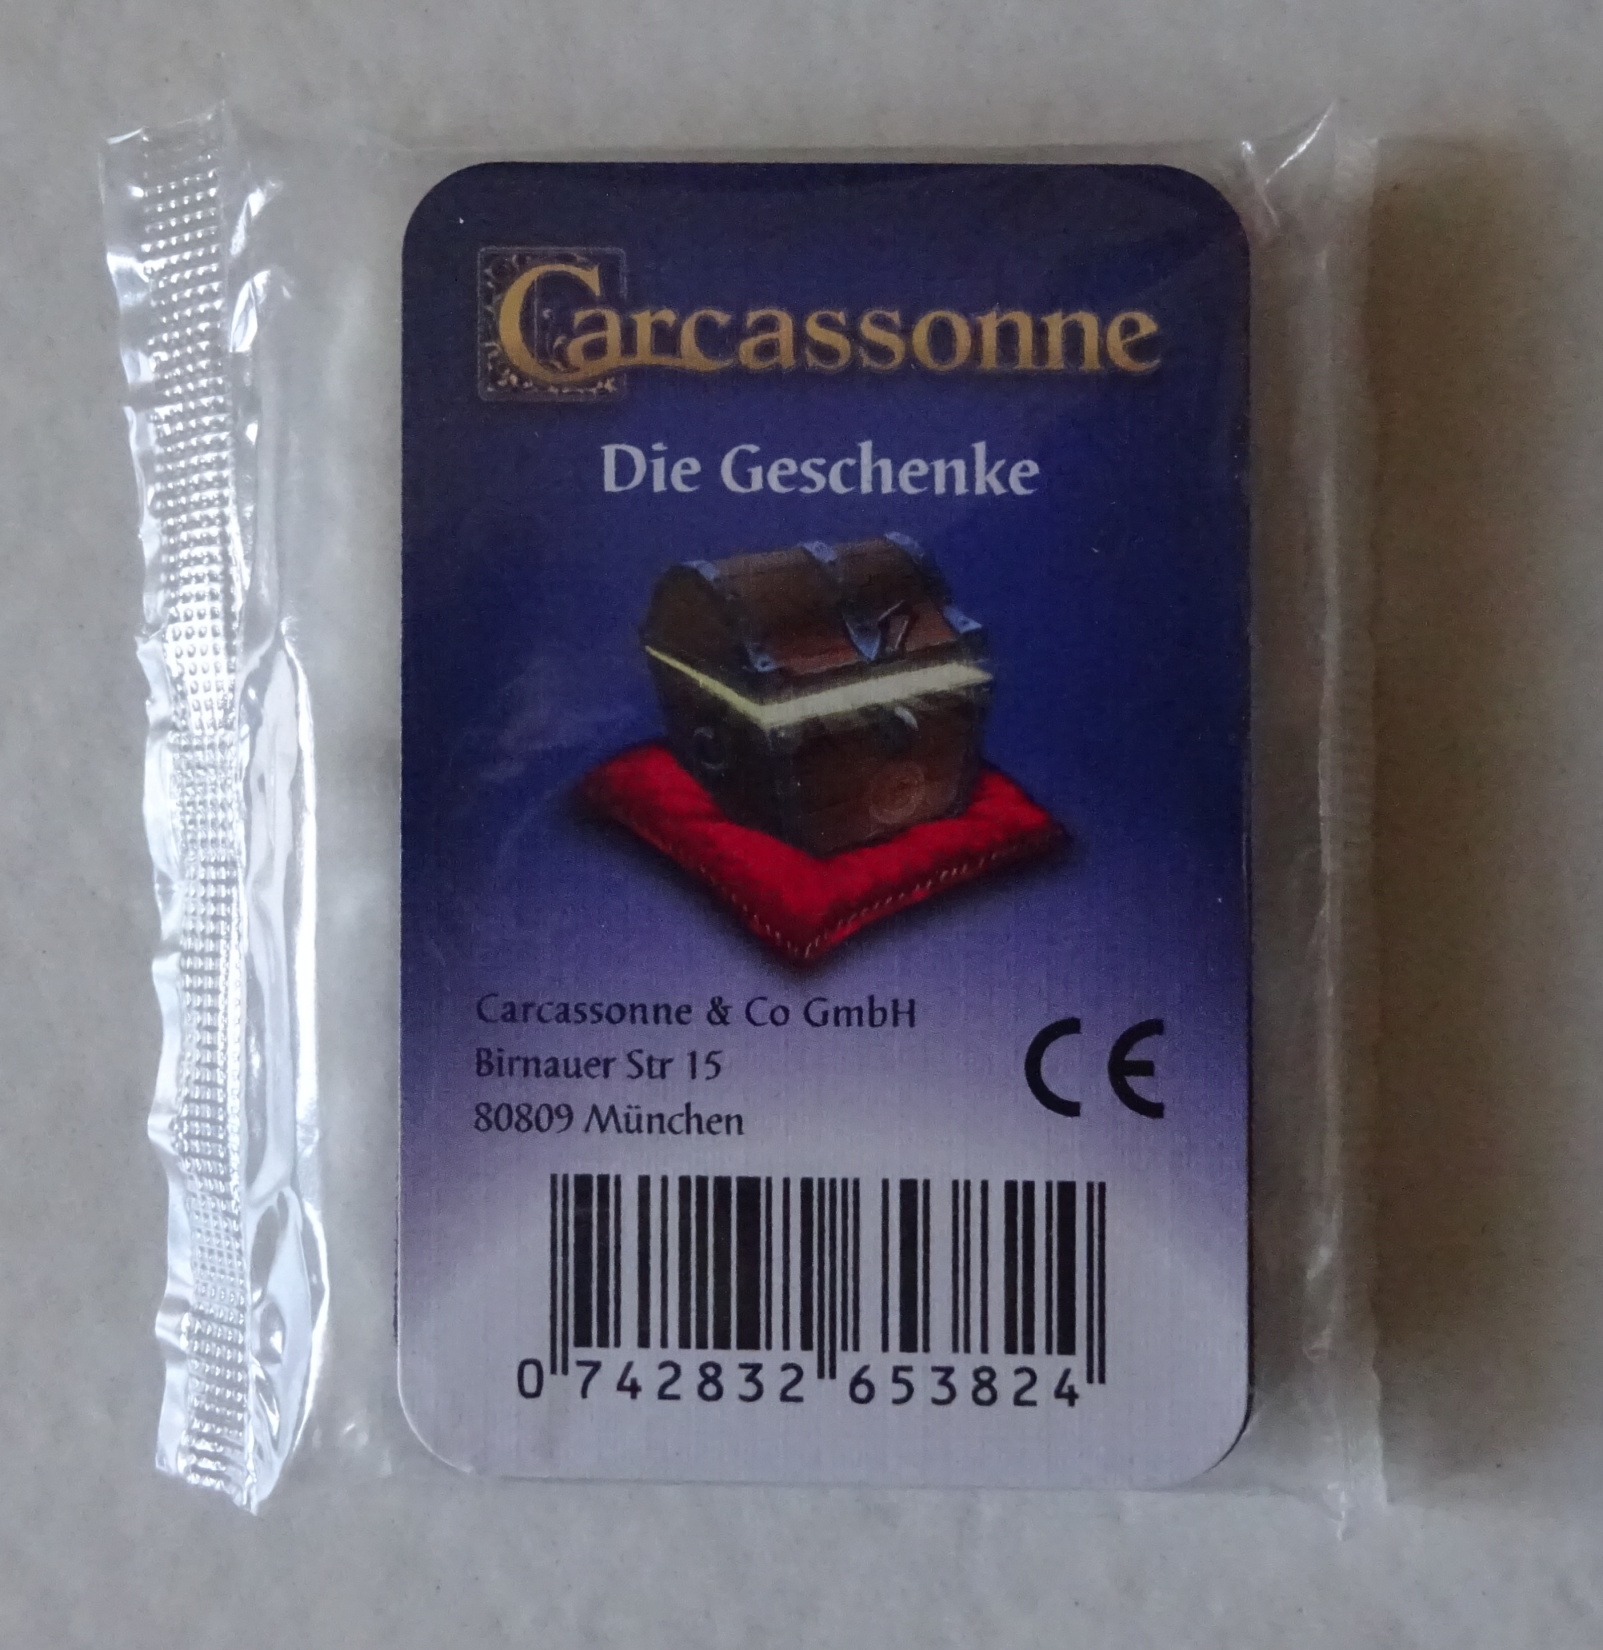 Carcassonne
Die Geschenke
Carcassonne & Co GmbH
Birnauer Str 15
80809 München
CE
0 742832 653824